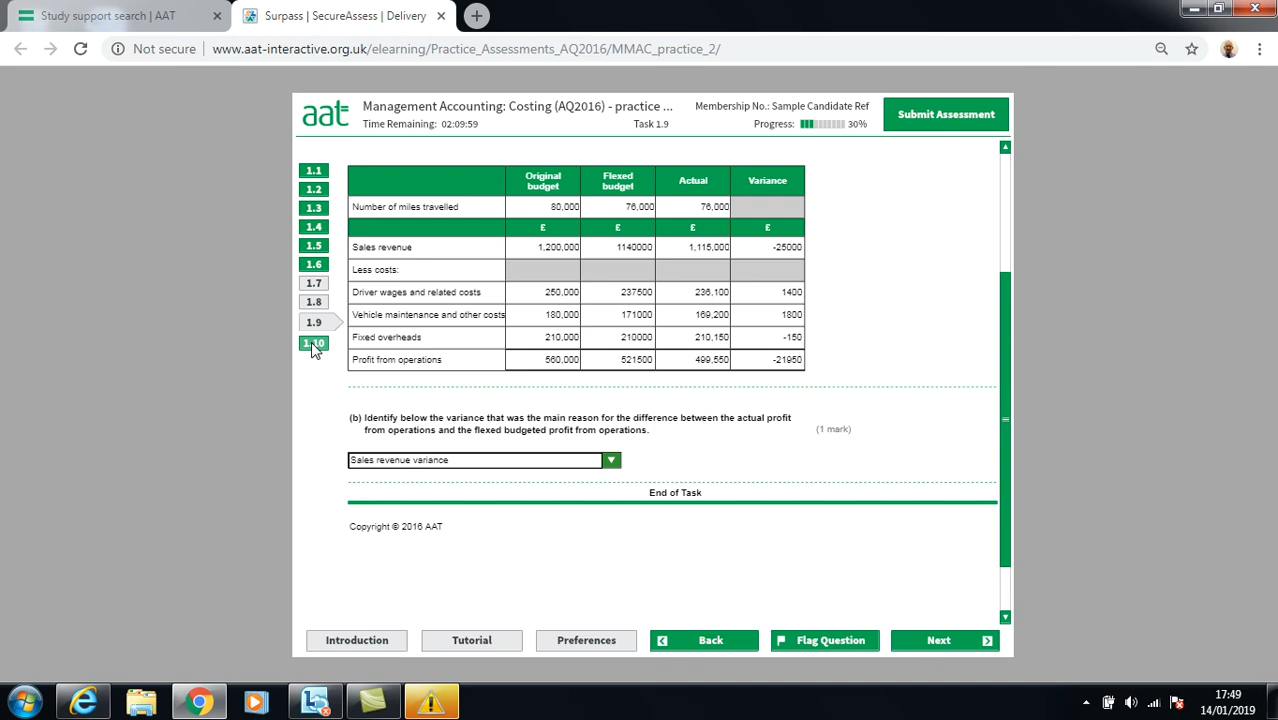 Study support search | AAT
Surpass | SecureAssess | Delivery
Not secure
www.aat-interactive.org.uk/elearning/Practice_Assessments_AQ2016/MMAC_practice_2/
aat
Management Accounting: Costing (AQ2016) - practice ...
Membership No.: Sample Candidate Ref
Submit Assessment
Time Remaining: 02:09:59
Task 1.9
Progress: 30%
1.1
1.2
1.3
1.4
1.5
1.6
1.7
1.8
1.9
1.10
Original budget Flexed budget Actual Variance
Number of miles travelled 80,000 76,000 76,000
£ £ £ £
Sales revenue 1,200,000 1140000 1,115,000 -25000
Less costs:
Driver wages and related costs 250,000 237500 236,100 1400
Vehicle maintenance and other costs 180,000 171000 169,200 1800
Fixed overheads 210,000 210000 210,150 -150
Profit from operations 560,000 521500 499,550 -21950
(b) Identify below the variance that was the main reason for the difference between the actual profit
from operations and the flexed budgeted profit from operations.
(1 mark)
Sales revenue variance
End of Task
Copyright © 2016 AAT
Introduction
Tutorial
Preferences
Back
Flag Question
Next
17:49
14/01/2019